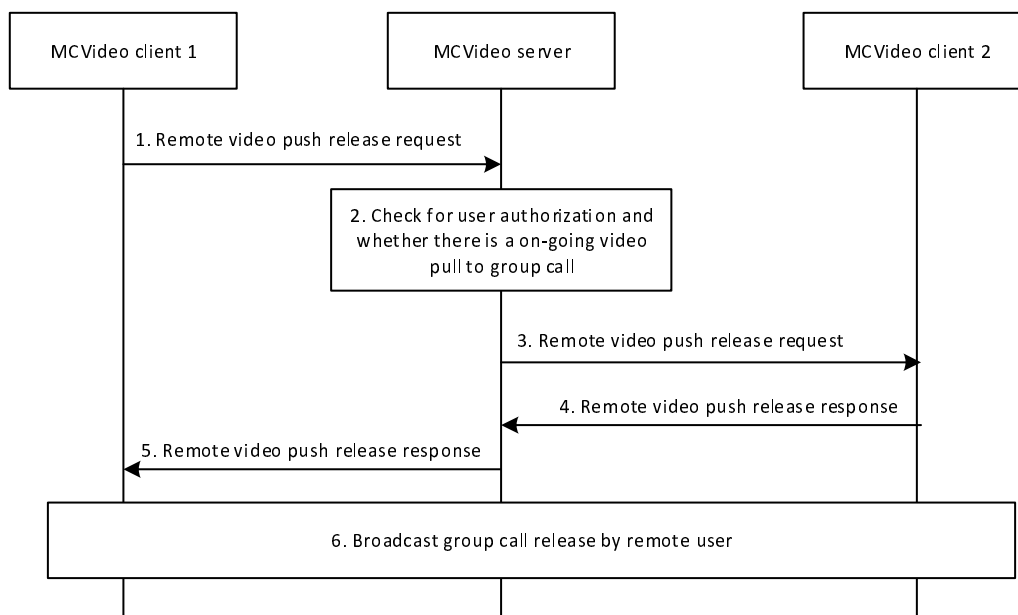 MCVideo client 1
MCVideo server
MCVideo client 2
1. Remote video push release request
2. Check for user authorization and
whether there is a on-going video
pull to group call
3. Remote video push release request
4. Remote video push release response
5. Remote video push release response
6. Broadcast group call release by remote user